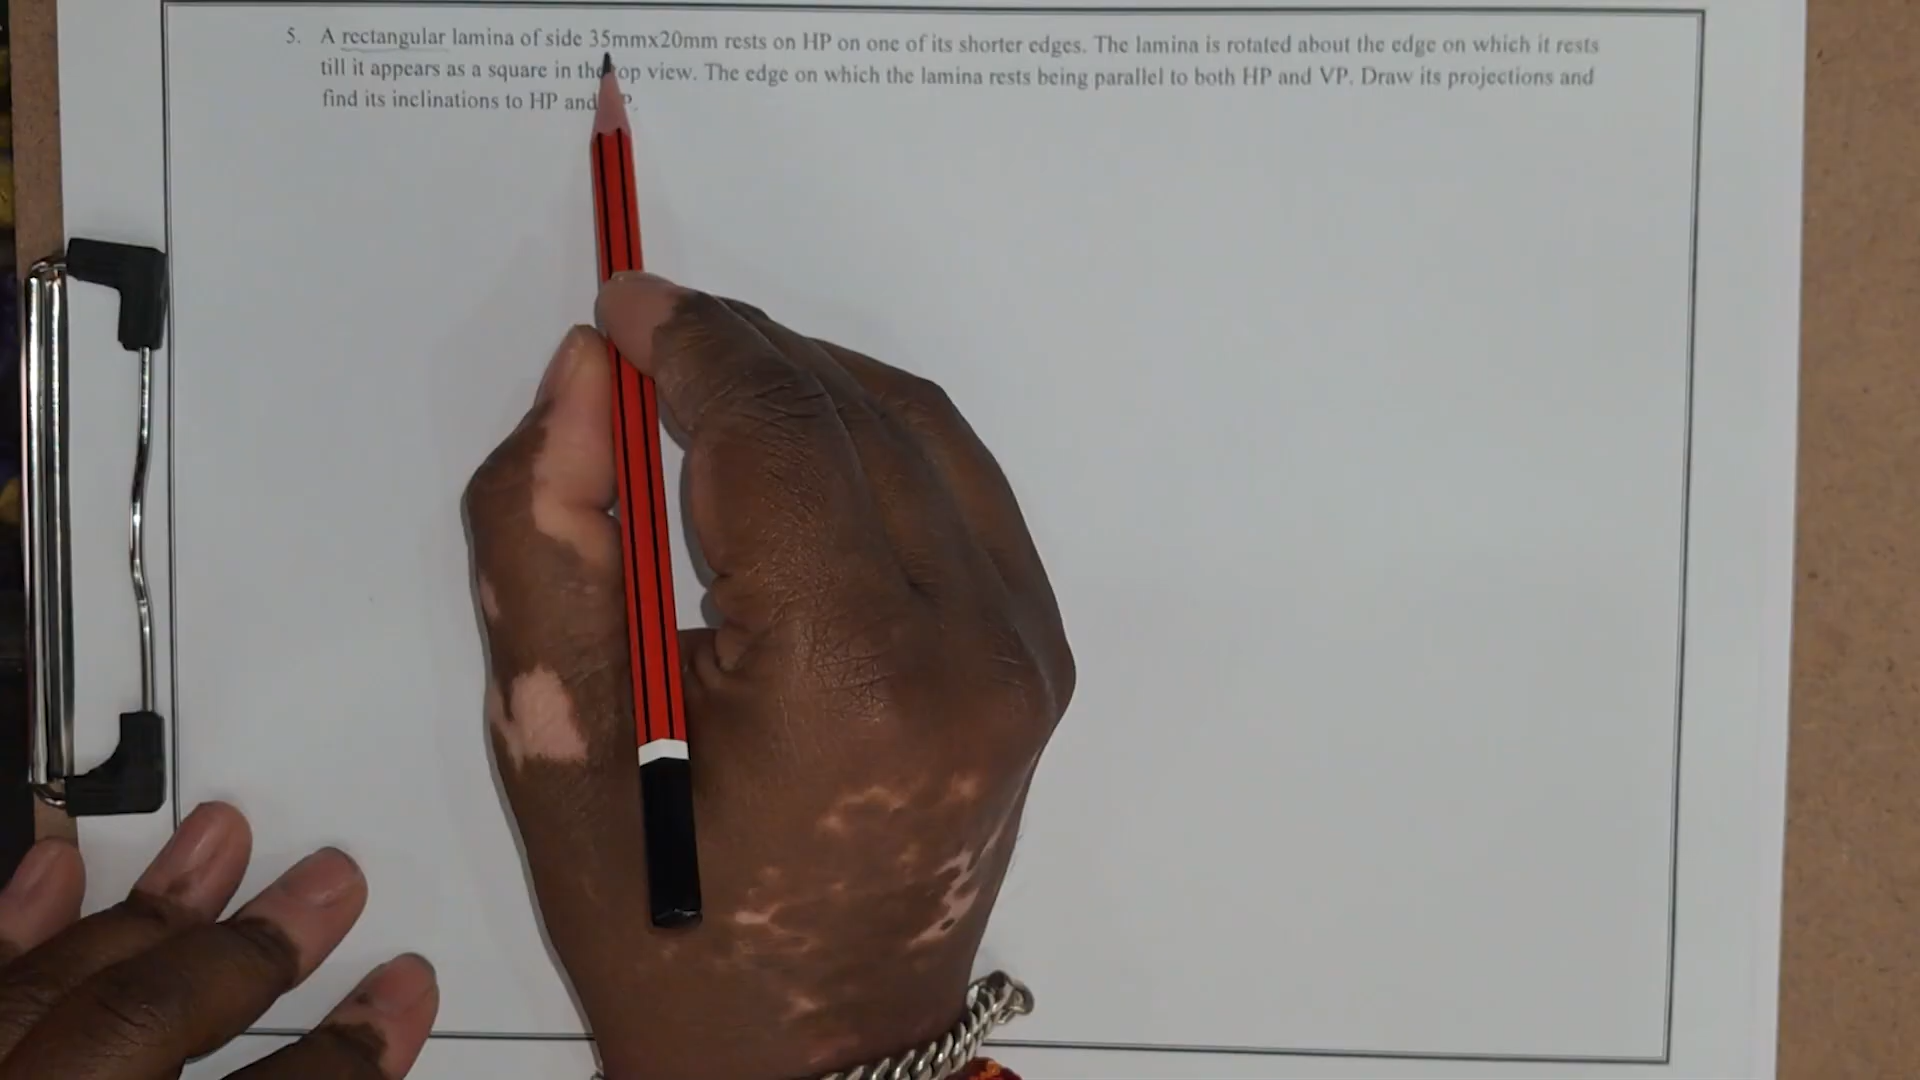 5. A rectangular lamina of side 35mmx20mm rests on HP on one of its shorter edges. The lamina is rotated about the edge on which it rests
till it appears as a square in the top view. The edge on which the lamina rests being parallel to both HP and VP. Draw its projections and
find its inclinations to HP and